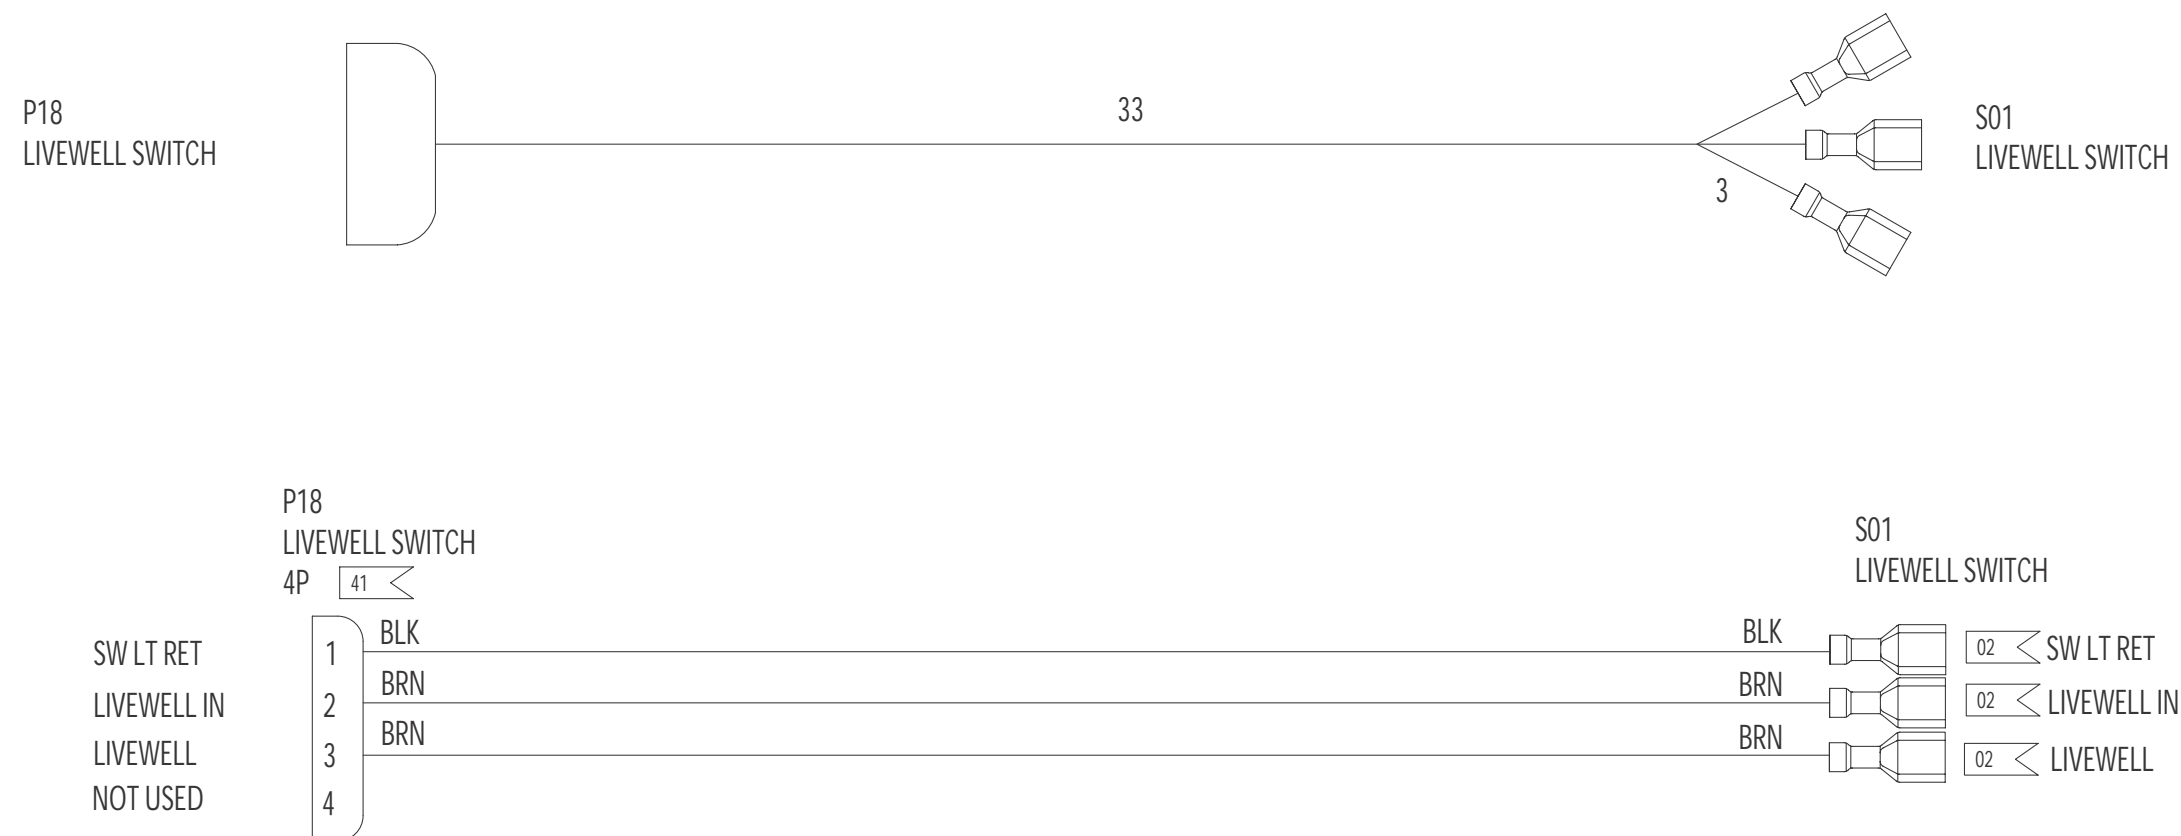 P18
LIVEWELL SWITCH
33
S01
LIVEWELL SWITCH
3
P18
LIVEWELL SWITCH
4P 41
S01
LIVEWELL SWITCH
SW LT RET 1 BLK BLK 02 SW LT RET
LIVEWELL IN 2 BRN BRN 02 LIVEWELL IN
LIVEWELL 3 BRN BRN 02 LIVEWELL
NOT USED 4